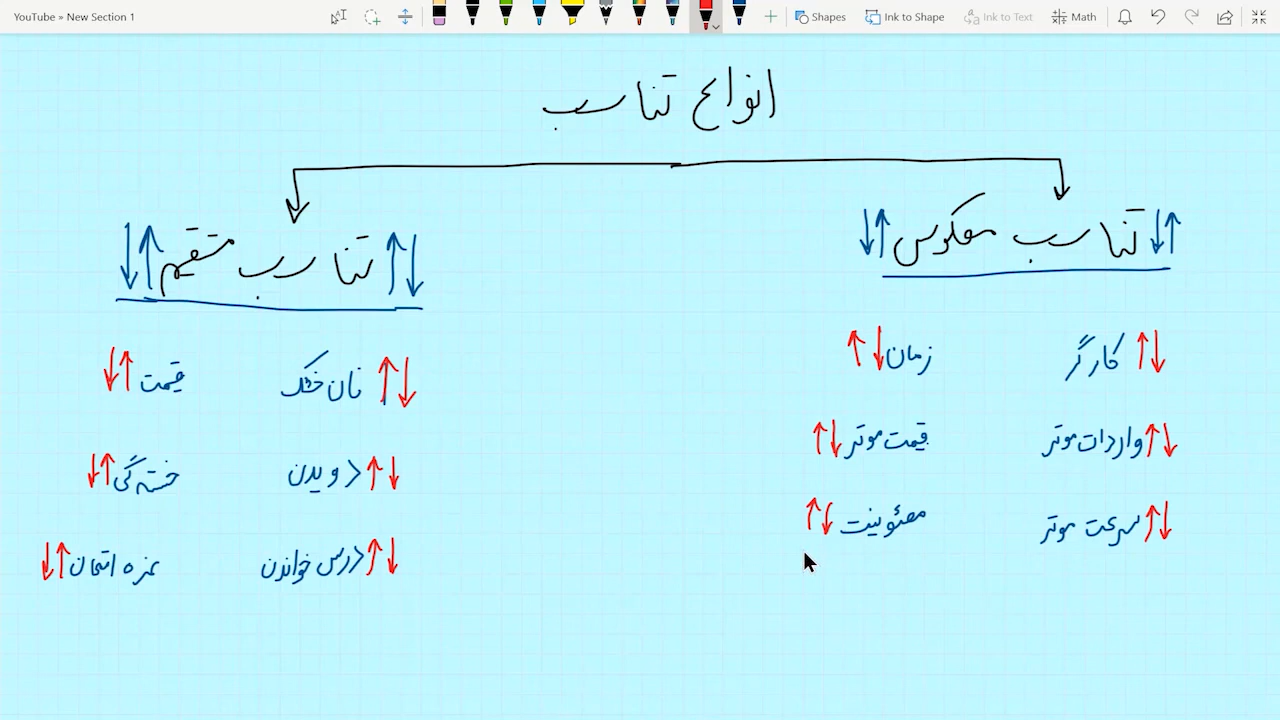 YouTube » New Section 1
Shapes
Ink to Shape
Ink to Text
Math
انواع تناسب
تناسب معکوس
تناسب مستقیم
کارگر زمان
واردات موتر قیمت موتر
سرعت موتر مصئونیت
نان خشک قیمت
دویدن خستگی
درس خواندن نمره امتحان